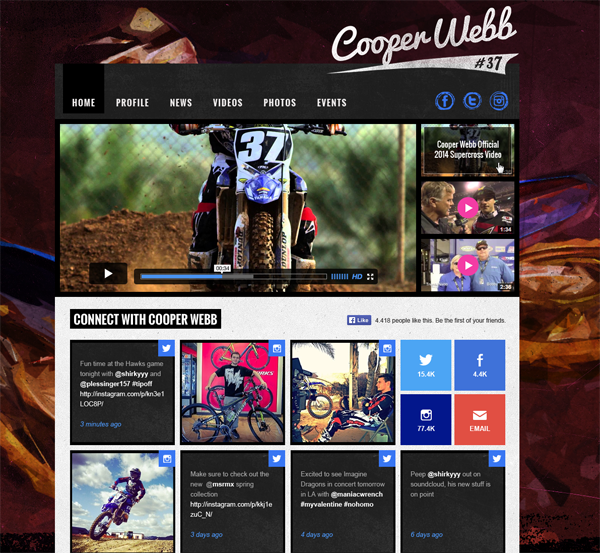 Cooper Webb
#37
HOME PROFILE NEWS VIDEOS PHOTOS EVENTS
37
Cooper Webb Official
2014 Supercross Video
1:34
00:34
HD
2:36
DUNLOP
CONNECT WITH COOPER WEBB
Like
4,418 people like this. Be the first of your friends.
Fun time at the Hawks game
tonight with @shirkyyy and
@plessinger157 #tipoff
http://instagram.com/p/kn3e1
LOC8P/
3 minutes ago
15.4K
4.4K
77.4K
EMAIL
Make sure to check out the
new @msrmx spring
collection
http://instagram.com/p/kkj1e
zuC_N/
3 days ago
Excited to see Imagine
Dragons in concert tomorrow
in LA with @maniacwrench
#myvalentine #nohomo
4 days ago
Peep @shirkyyy out on
soundcloud, his new stuff is
on point
6 days ago